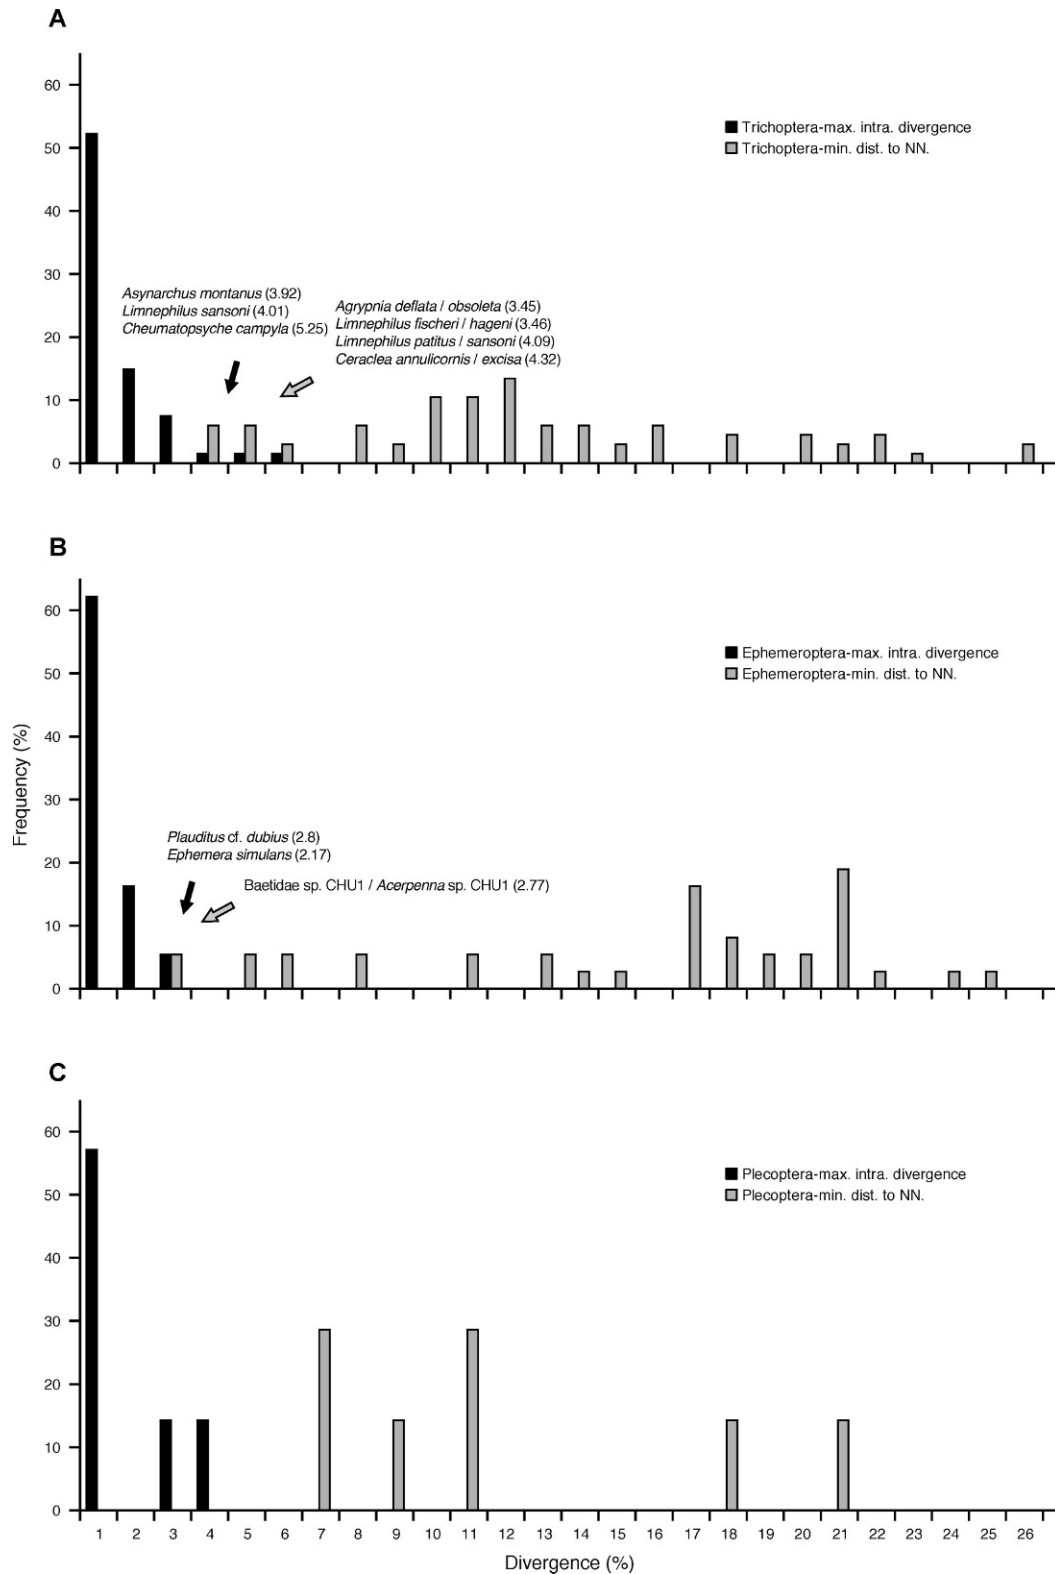 A
60
50
40
30
20
10
0
Trichoptera-max. intra. divergence
Trichoptera-min. dist. to NN.
Asynarchus montanus (3.92)
Limnephilus sansoni (4.01)
Cheumatopsyche campyla (5.25)
Agrypnia deflata / obsoleta (3.45)
Limnephilus fischeri / hageni (3.46)
Limnephilus patitus / sansoni (4.09)
Ceraclea annulicornis / excisa (4.32)
B
Frequency (%)
60
50
40
30
20
10
0
Ephemeroptera-max. intra. divergence
Ephemeroptera-min. dist. to NN.
Plauditus cf. dubius (2.8)
Ephemera simulans (2.17)
Baetidae sp. CHU1 / Acerpenna sp. CHU1 (2.77)
C
60
50
40
30
20
10
0
Plecoptera-max. intra. divergence
Plecoptera-min. dist. to NN.
1 2 3 4 5 6 7 8 9 10 11 12 13 14 15 16 17 18 19 20 21 22 23 24 25 26
Divergence (%)